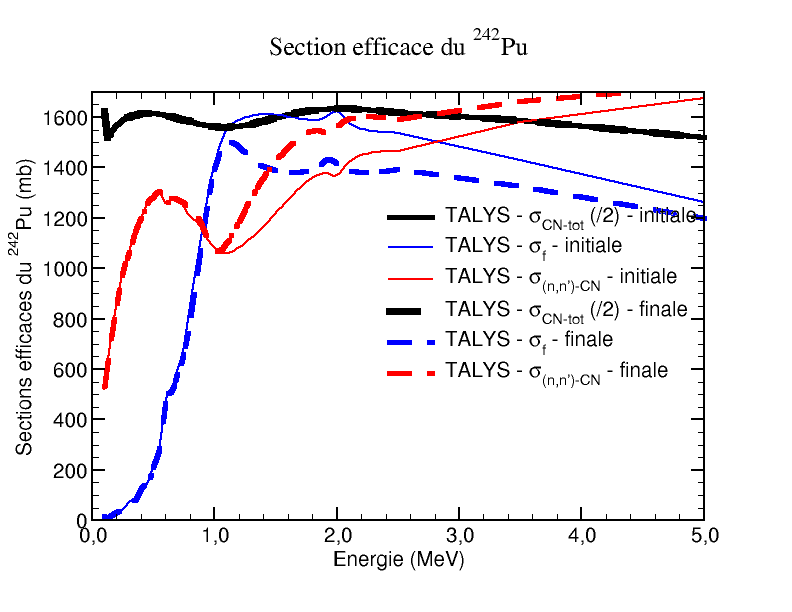 Section efficace du ²⁴²Pu
Sections efficaces du ²⁴²Pu (mb)
1600
1400
1200
1000
800
600
400
200
0
TALYS - σCN-tot (/2) - initiale
TALYS - σf - initiale
TALYS - σ(n,n')-CN - initiale
TALYS - σCN-tot (/2) - finale
TALYS - σf - finale
TALYS - σ(n,n')-CN - finale
0,0 1,0 2,0 3,0 4,0 5,0
Energie (MeV)